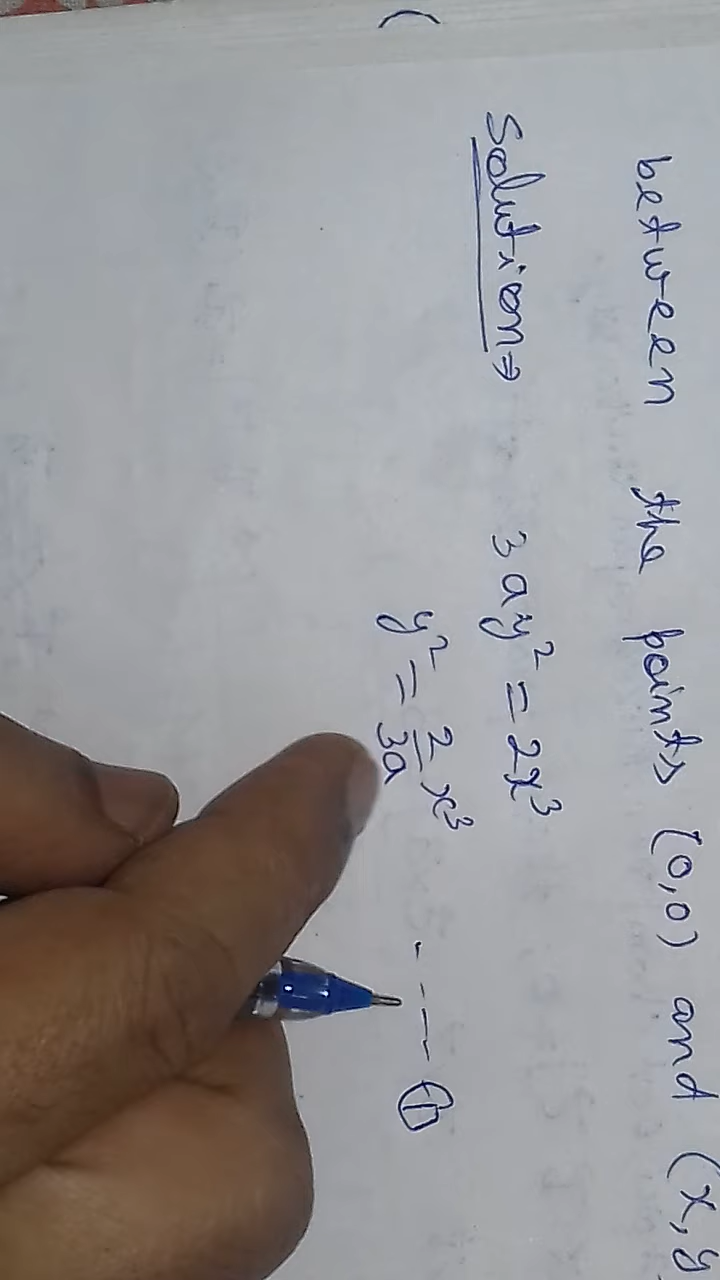 between the points (0,0) and (x,y
Solution⇒ 3ay² = 2x³
y² = 2/3a x³ ---- (1)